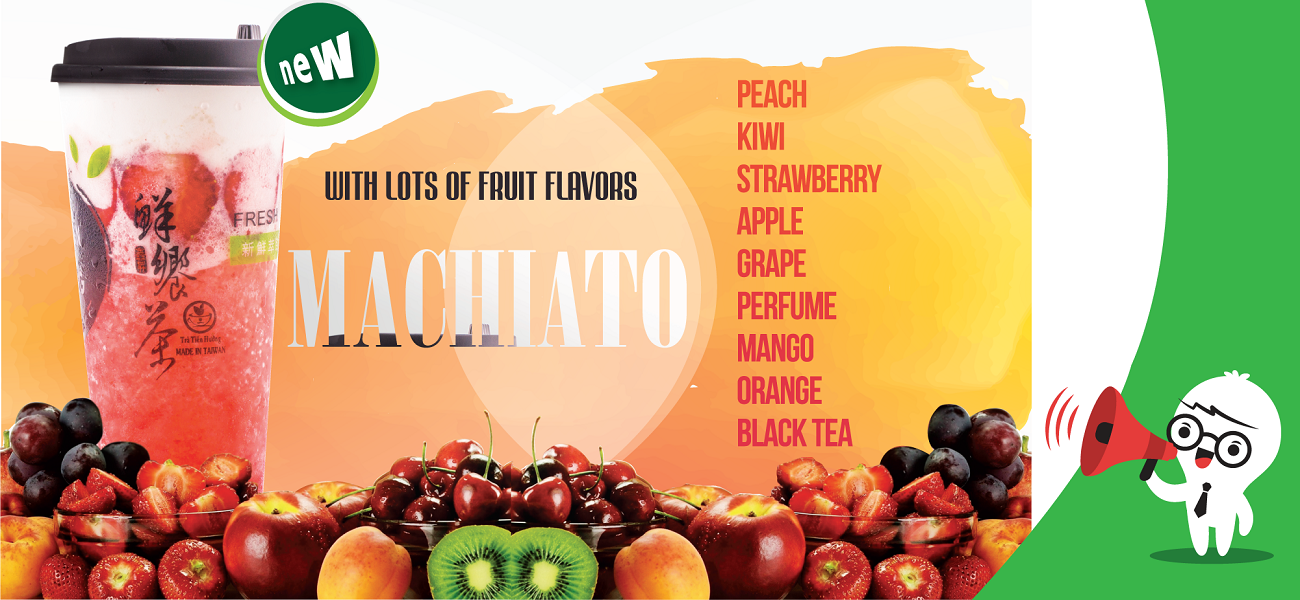 new
WITH LOTS OF FRUIT FLAVORS
MACHIATO
PEACH
KIWI
STRAWBERRY
APPLE
GRAPE
PERFUME
MANGO
ORANGE
BLACK TEA
鮮饗茶
FRESH
新鮮
Trà Tiên Hưởng
MADE IN TAIWAN